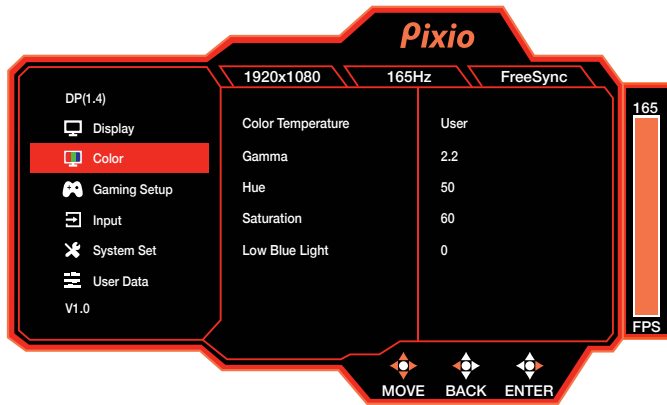 Pixio
1920x1080 165Hz FreeSync
DP(1.4)
Display
Color
Gaming Setup
Input
System Set
User Data
V1.0
Color Temperature User
Gamma 2.2
Hue 50
Saturation 60
Low Blue Light 0
165
FPS
MOVE BACK ENTER